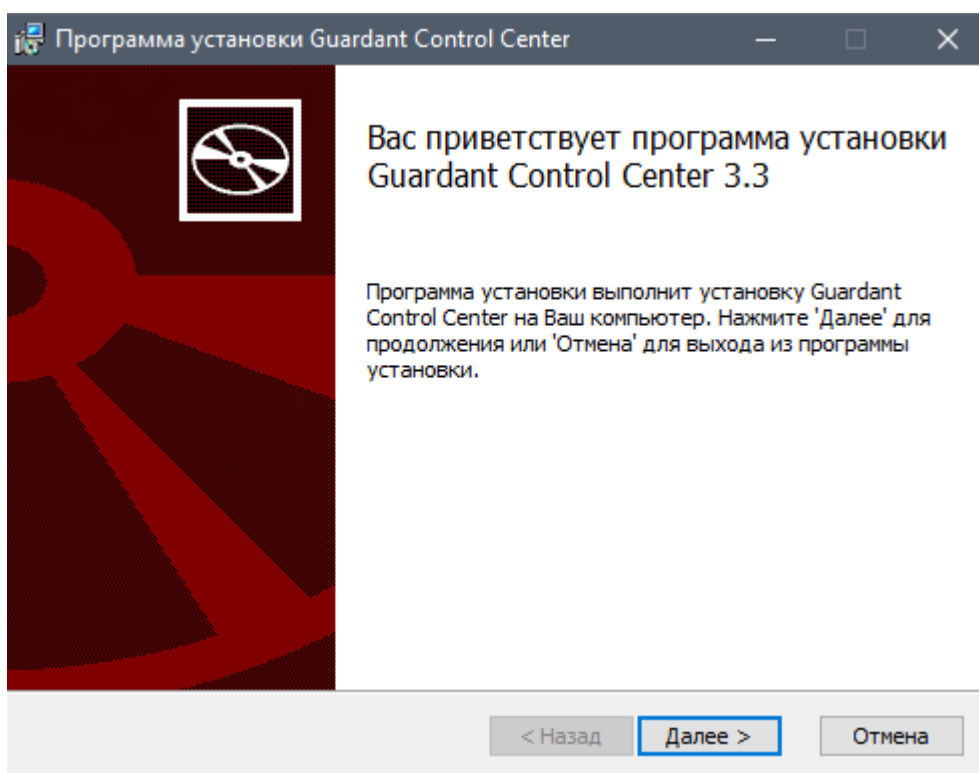 Программа установки Guardant Control Center
Вас приветствует программа установки
Guardant Control Center 3.3
Программа установки выполнит установку Guardant
Control Center на Ваш компьютер. Нажмите 'Далее' для
продолжения или 'Отмена' для выхода из программы
установки.
< Назад
Далее >
Отмена